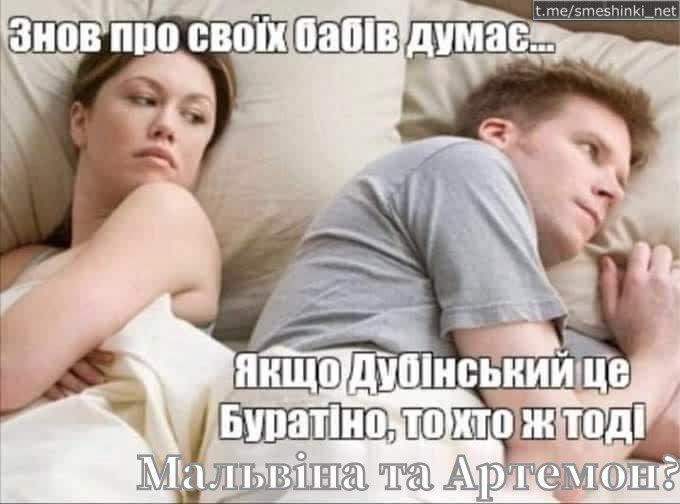 t.me/smeshinki_net
Знов про своїх бабів думає...
Якщо Дубінський це
Буратіно, то хто ж тоді
Мальвіна та Артемон?